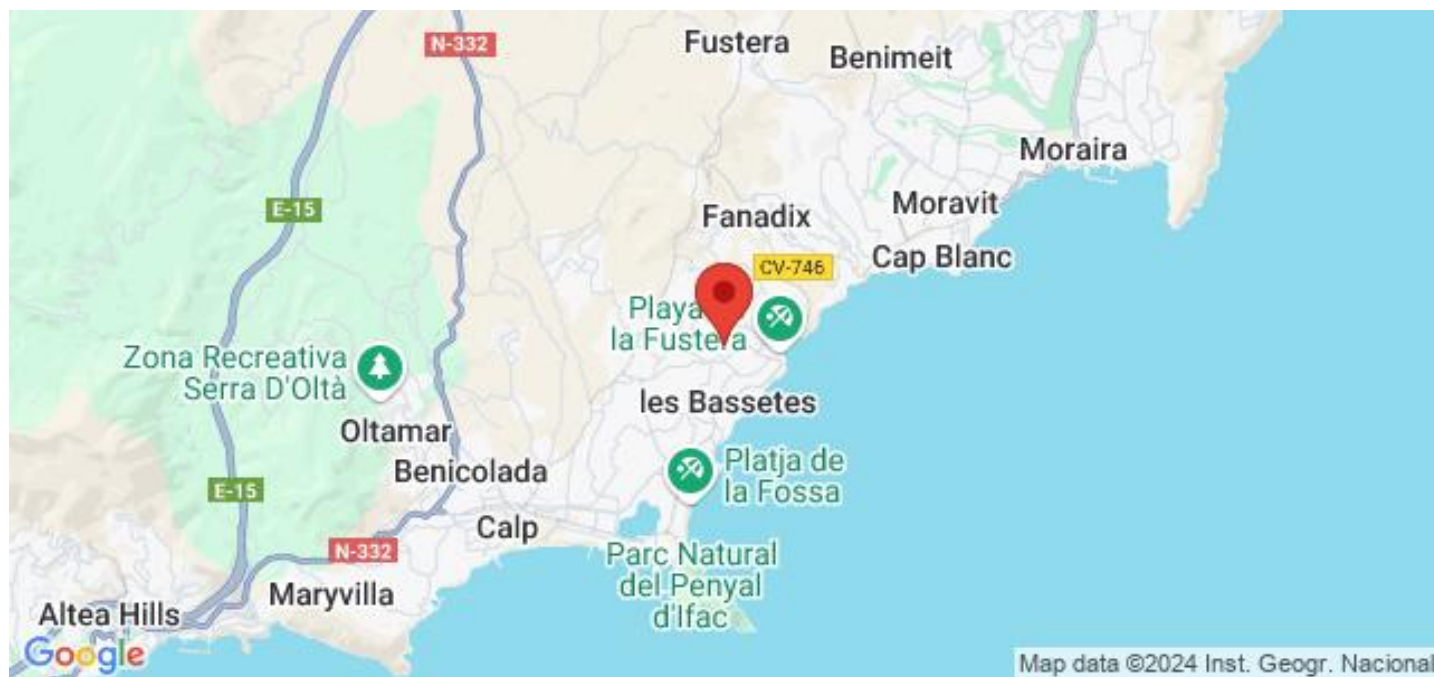 N-332
Fustera
Benimeit
Moraira
E-15
Moravit
Fanadix
Cap Blanc
CV-746
Playa
la Fustera
Zona Recreativa
Serra D'Oltà
les Bassetes
Oltamar
Benicolada
Platja de
la Fossa
E-15
Calp
N-332
Parc Natural
del Penyal
d'Ifac
Maryvilla
Altea Hills
Google
Map data ©2024 Inst. Geogr. Nacional